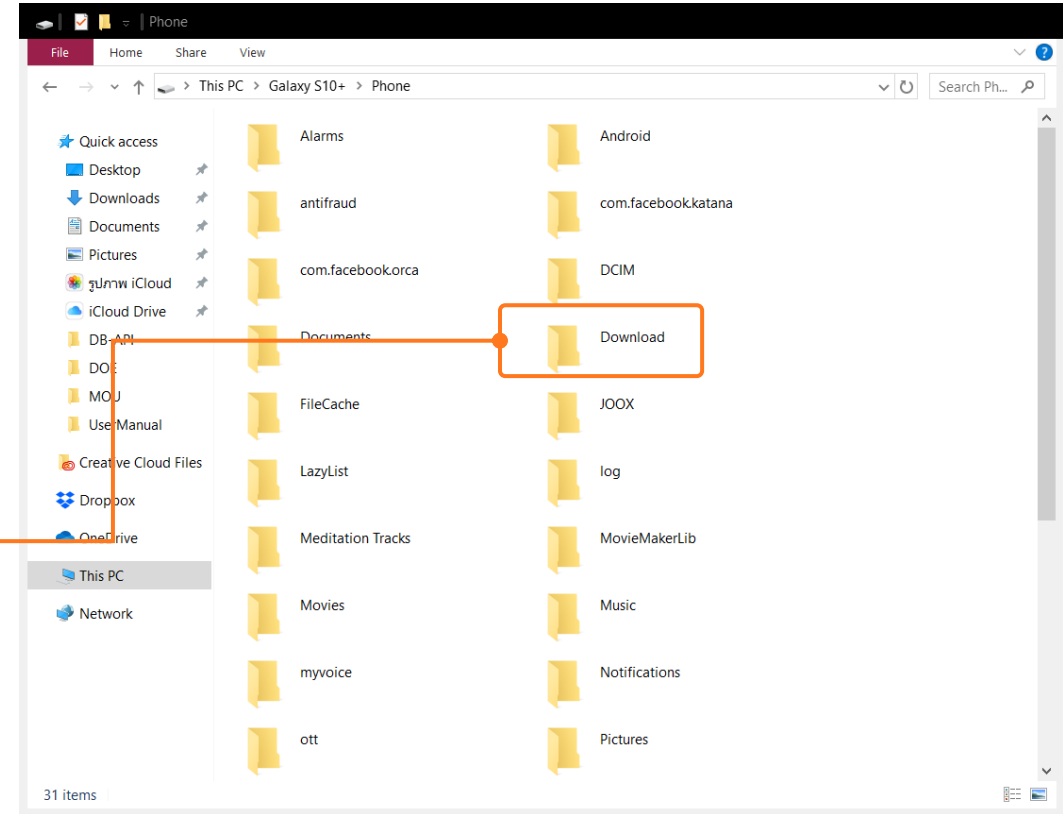 Phone
File Home Share View
This PC > Galaxy S10+ > Phone
Search Ph...
Quick access
Desktop
Downloads
Documents
Pictures
รูปภาพ iCloud
iCloud Drive
DB-API
DOE
MOU
UserManual
Creative Cloud Files
Dropbox
OneDrive
This PC
Network
Alarms Android
antifraud com.facebook.katana
com.facebook.orca DCIM
Documents Download
FileCache JOOX
LazyList log
Meditation Tracks MovieMakerLib
Movies Music
myvoice Notifications
ott Pictures
31 items